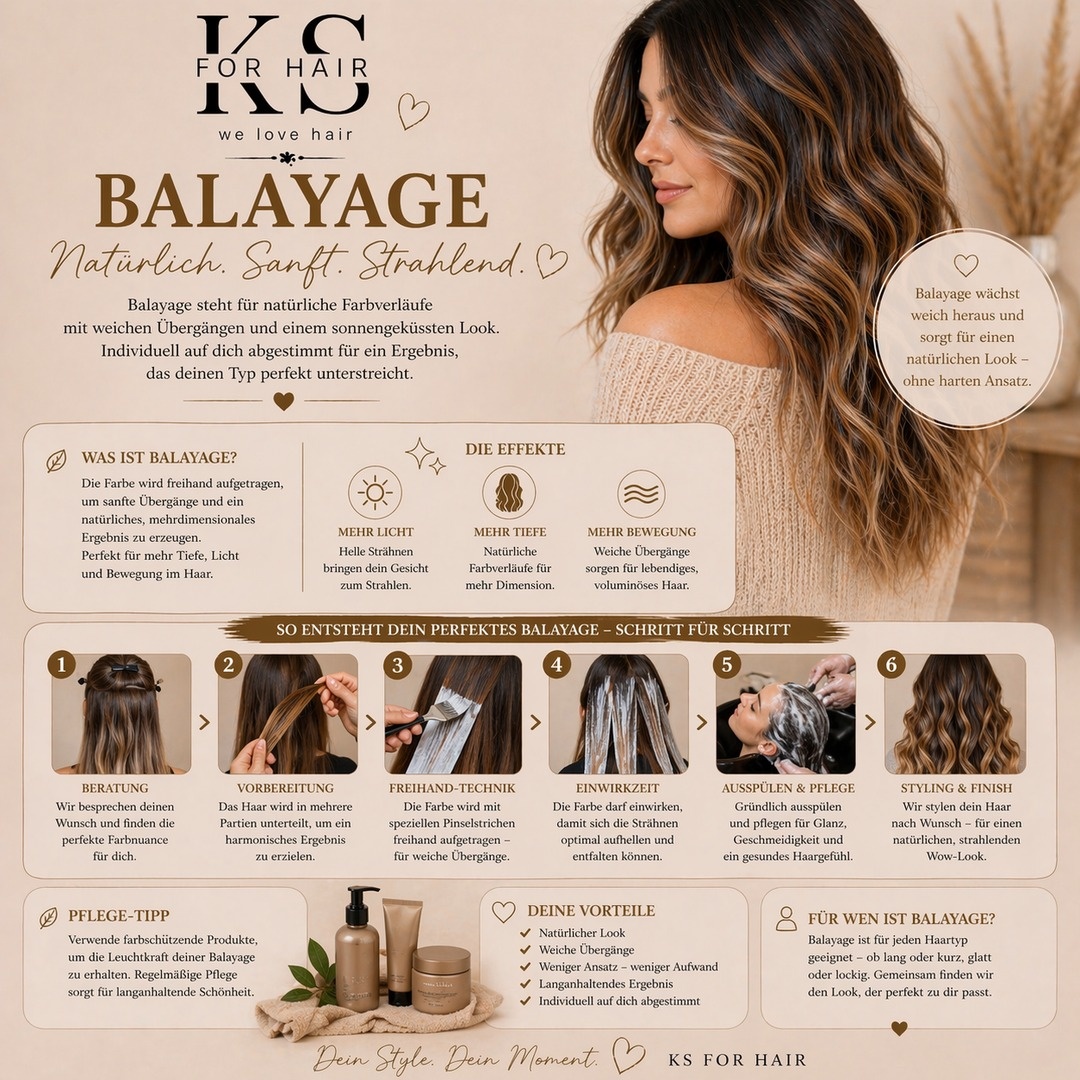 KS
FOR HAIR
we love hair
BALAYAGE
Natürlich. Sanft. Strahlend.
Balayage steht für natürliche Farbverläufe
mit weichen Übergängen und einem sonnengeküssten Look.
Individuell auf dich abgestimmt für ein Ergebnis,
das deinen Typ perfekt unterstreicht.
Balayage wächst
weich heraus und
sorgt für einen
natürlichen Look –
ohne harten Ansatz.
WAS IST BALAYAGE?
Die Farbe wird freihand aufgetragen,
um sanfte Übergänge und ein
natürliches, mehrdimensionales
Ergebnis zu erzeugen.
Perfekt für mehr Tiefe, Licht
und Bewegung im Haar.
DIE EFFEKTE
MEHR LICHT
Helle Strähnen
bringen dein Gesicht
zum Strahlen.
MEHR TIEFE
Natürliche
Farbverläufe für
mehr Dimension.
MEHR BEWEGUNG
Weiche Übergänge
sorgen für lebendiges,
voluminöses Haar.
SO ENTSTEHT DEIN PERFEKTES BALAYAGE – SCHRITT FÜR SCHRITT
1
BERATUNG
Wir besprechen deinen
Wunsch und finden die
perfekte Farbnuance
für dich.
2
VORBEREITUNG
Das Haar wird in mehrere
Partien unterteilt, um ein
harmonisches Ergebnis
zu erzielen.
3
FREIHAND-TECHNIK
Die Farbe wird mit
speziellen Pinselstrichen
freihand aufgetragen –
für weiche Übergänge.
4
EINWIRKZEIT
Die Farbe darf einwirken,
damit sich die Strähnen
optimal aufhellen und
entfalten können.
5
AUSSPÜLEN & PFLEGE
Gründlich ausspülen
und pflegen für Glanz,
Geschmeidigkeit und
ein gesundes Haargefühl.
6
STYLING & FINISH
Wir stylen dein Haar
nach Wunsch – für einen
natürlichen, strahlenden
Wow-Look.
PFLEGE-TIPP
Verwende farbschützende Produkte,
um die Leuchtkraft deiner Balayage
zu erhalten. Regelmäßige Pflege
sorgt für langanhaltende Schönheit.
DEINE VORTEILE
Natürlicher Look
Weiche Übergänge
Weniger Ansatz – weniger Aufwand
Langanhaltendes Ergebnis
Individuell auf dich abgestimmt
FÜR WEN IST BALAYAGE?
Balayage ist für jeden Haartyp
geeignet – ob lang oder kurz, glatt
oder lockig. Gemeinsam finden wir
den Look, der perfekt zu dir passt.
Dein Style. Dein Moment.
KS FOR HAIR